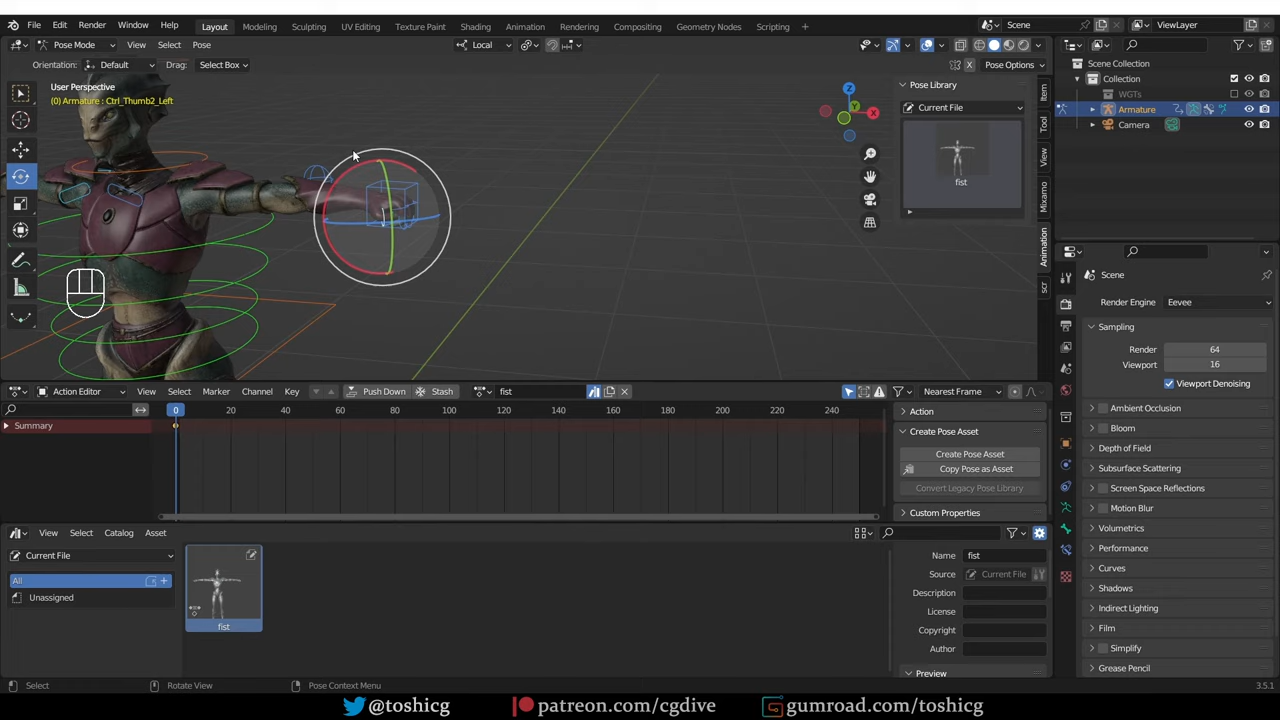 File Edit Render Window Help Layout Modeling Sculpting UV Editing Texture Paint Shading Animation Rendering Compositing Geometry Nodes Scripting + Scene ViewLayer
Pose Mode View Select Pose Local
Orientation: Default Drag: Select Box X Pose Options
User Perspective
(0) Armature : Ctrl_Thumb2_Left
Z
Y
X
Pose Library
Current File
fist
Item
Tool
View
Mixamo
Animation
scr
Scene Collection
Collection
WGTs
Armature
Camera
Scene
Render Engine Eevee
Sampling
Render 64
Viewport 16
Viewport Denoising
Ambient Occlusion
Bloom
Depth of Field
Subsurface Scattering
Screen Space Reflections
Motion Blur
Volumetrics
Performance
Curves
Shadows
Indirect Lighting
Film
Simplify
Grease Pencil
Action Editor View Select Marker Channel Key Push Down Stash fist Nearest Frame
0 20 40 60 80 100 120 140 160 180 200 220 240
Summary
Action
Create Pose Asset
Create Pose Asset
Copy Pose as Asset
Convert Legacy Pose Library
Custom Properties
View Select Catalog Asset
Current File
All
Unassigned
fist
Name fist
Source Current File
Description
License
Copyright
Author
Preview
Select Rotate View Pose Context Menu 3.5.1
@toshicg patreon.com/cgdive gumroad.com/toshicg